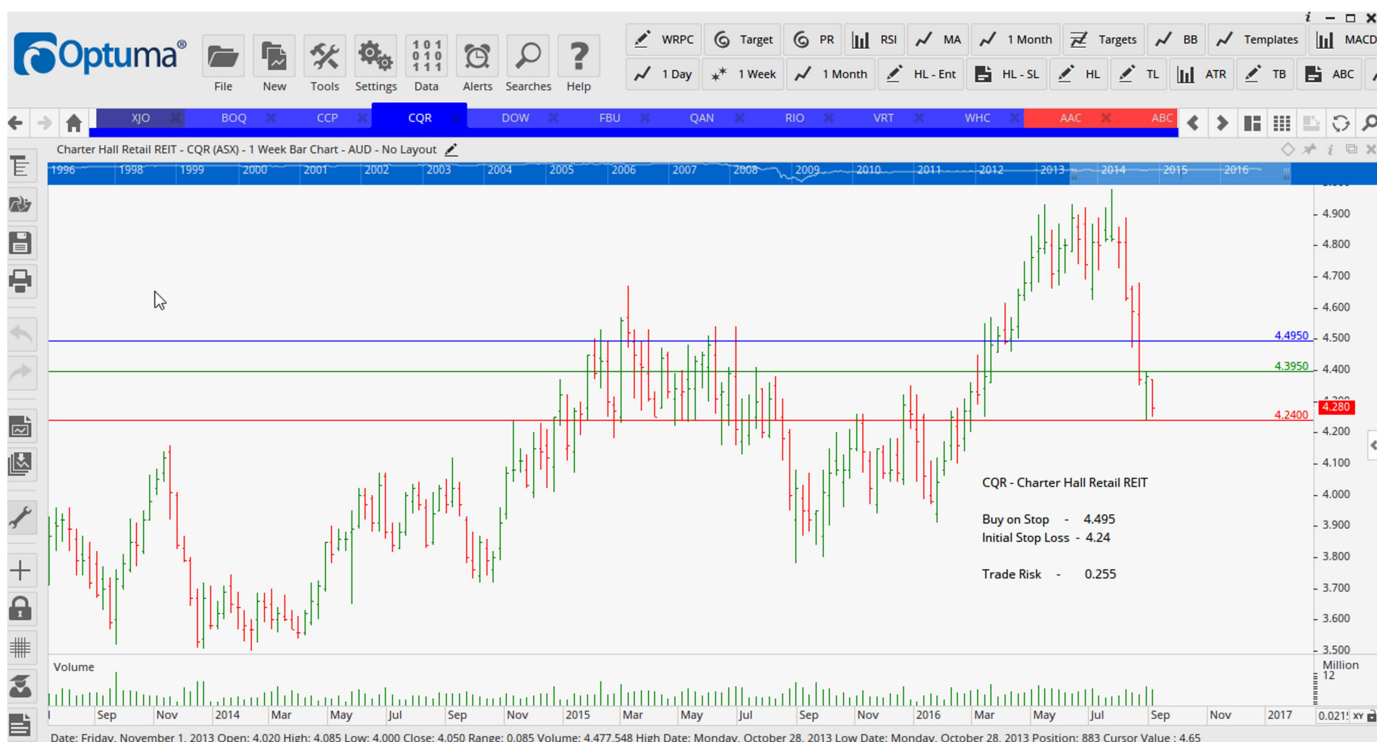 i
Optuma®
File
New
Tools
Settings
101
010
111
Data
Alerts
Searches
?
Help
WRPC
Target
PR
RSI
MA
1 Month
Targets
BB
Templates
MACD
1 Day
1 Week
1 Month
HL - Ent
HL - SL
HL
TL
ATR
TB
ABC
XJO
BOQ
CCP
CQR
DOW
FBU
QAN
RIO
VRT
WHC
AAC
ABC
Charter Hall Retail REIT - CQR (ASX) - 1 Week Bar Chart - AUD - No Layout
1996 1998 1999 2000 2001 2002 2003 2004 2005 2006 2007 2008 2009 2010 2011 2012 2013 2014 2015 2016
4.900
4.800
4.700
4.600
4.4950
4.500
4.3950
4.400
4.280
4.2400
4.200
4.100
4.000
3.900
3.800
3.700
3.600
3.500
CQR - Charter Hall Retail REIT
Buy on Stop - 4.495
Initial Stop Loss - 4.24
Trade Risk - 0.255
Volume
Million
12
Sep Nov 2014 Mar May Jul Sep Nov 2015 Mar May Jul Sep Nov 2016 Mar May Jul Sep Nov 2017
XY
Date: Friday, November 1, 2013 Open: 4.020 High: 4.085 Low: 4.000 Close: 4.050 Range: 0.085 Volume: 4,477,548 High Date: Monday, October 28, 2013 Low Date: Monday, October 28, 2013 Position: 883 Cursor Value : 4.65